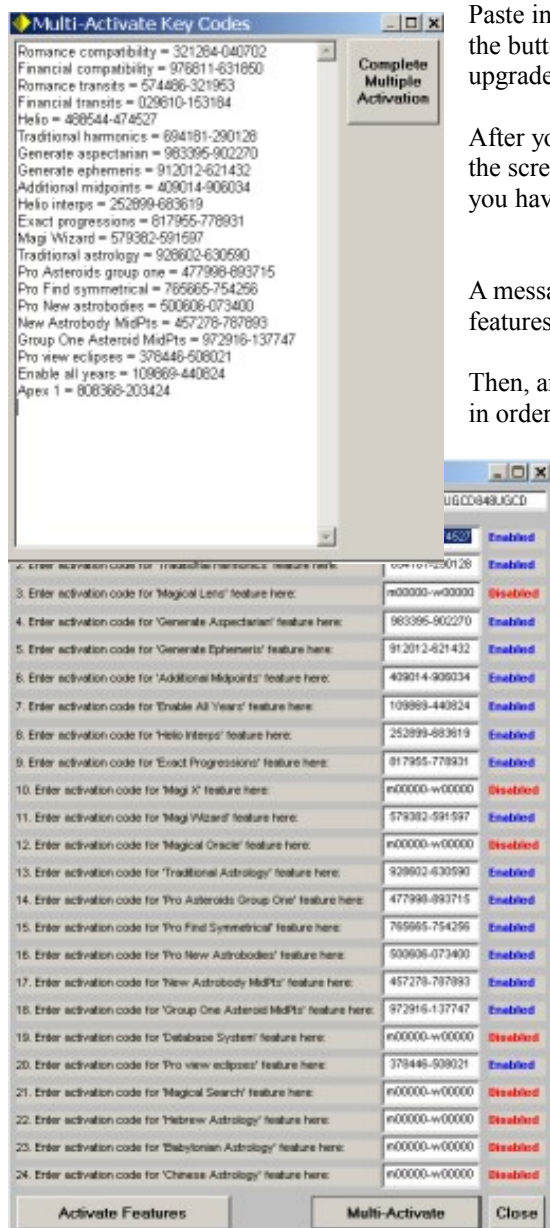 Multi-Activate Key Codes
Romance compatibility = 321284-040702
Financial compatibility = 976811-631850
Romance transits = 574486-321953
Financial transits = 029810-153184
Helio = 488544-474527
Traditional harmonics = 694181-290128
Generate aspectarian = 983395-902270
Generate ephemeris = 912012-621432
Additional midpoints = 409014-906034
Helio interps = 252899-683619
Exact progressions = 817955-778931
Magi Wizard = 579382-591597
Traditional astrology = 928602-630590
Pro Asteroids group one = 477998-893715
Pro Find symmetrical = 765665-754256
Pro New astrobodies = 500606-073400
New Astrobody MidPts = 457278-787893
Group One Asteroid MidPts = 972916-137747
Pro view eclipses = 378446-508021
Enable all years = 109869-440824
Apex 1 = 808368-203424
Complete
Multiple
Activation
Paste in
the butt
upgrade
After yo
the scre
you hav
A messa
features
Then, a
in order
Enabled
2. Enter activation code for 'Traditional Harmonics' feature here: 694181-290128 Enabled
3. Enter activation code for 'Magical Lens' feature here: m00000-w00000 Disabled
4. Enter activation code for 'Generate Aspectarian' feature here: 983395-902270 Enabled
5. Enter activation code for 'Generate Ephemeris' feature here: 912012-621432 Enabled
6. Enter activation code for 'Additional Midpoints' feature here: 409014-906034 Enabled
7. Enter activation code for 'Enable All Years' feature here: 109869-440824 Enabled
8. Enter activation code for 'Helio Interps' feature here: 252899-683619 Enabled
9. Enter activation code for 'Exact Progressions' feature here: 817955-778931 Enabled
10. Enter activation code for 'Magi X' feature here: m00000-w00000 Disabled
11. Enter activation code for 'Magi Wizard' feature here: 579382-591597 Enabled
12. Enter activation code for 'Magical Oracle' feature here: m00000-w00000 Disabled
13. Enter activation code for 'Traditional Astrology' feature here: 928602-630590 Enabled
14. Enter activation code for 'Pro Asteroids Group One' feature here: 477998-893715 Enabled
15. Enter activation code for 'Pro Find Symmetrical' feature here: 765665-754256 Enabled
16. Enter activation code for 'Pro New Astrobodies' feature here: 500606-073400 Enabled
17. Enter activation code for 'New Astrobody MidPts' feature here: 457278-787893 Enabled
18. Enter activation code for 'Group One Asteroid MidPts' feature here: 972916-137747 Enabled
19. Enter activation code for 'Database System' feature here: m00000-w00000 Disabled
20. Enter activation code for 'Pro view eclipses' feature here: 378446-508021 Enabled
21. Enter activation code for 'Magical Search' feature here: m00000-w00000 Disabled
22. Enter activation code for 'Hebrew Astrology' feature here: m00000-w00000 Disabled
23. Enter activation code for 'Babylonian Astrology' feature here: m00000-w00000 Disabled
24. Enter activation code for 'Chinese Astrology' feature here: m00000-w00000 Disabled
Activate Features Multi-Activate Close